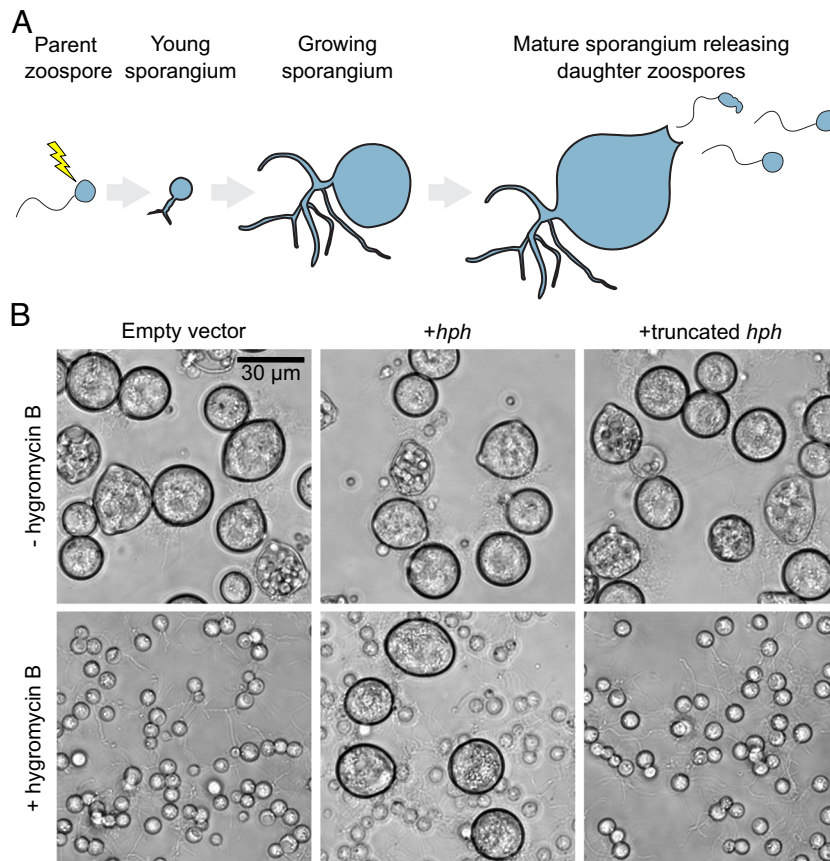 A
Parent
zoospore
Young
sporangium
Growing
sporangium
Mature sporangium releasing
daughter zoospores
B
Empty vector
+hph
+truncated hph
30 μm
- hygromycin B
+ hygromycin B